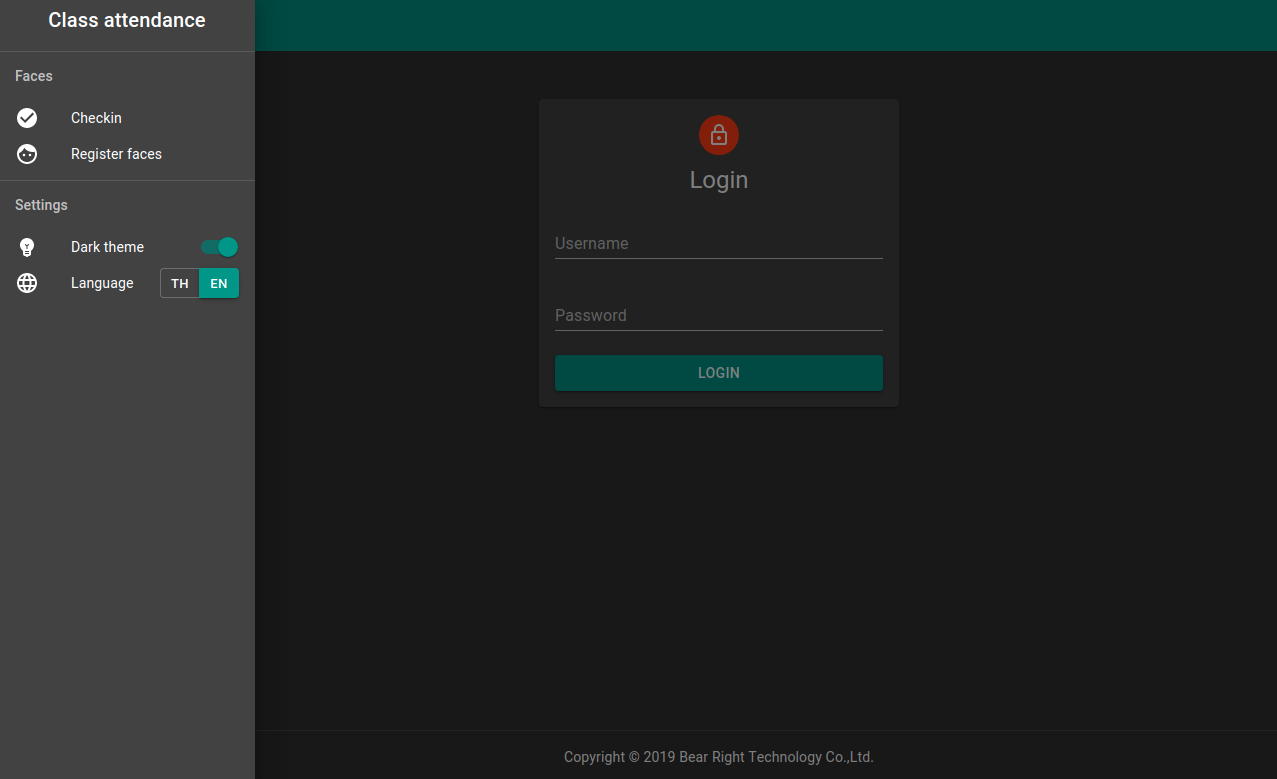 Class attendance
Faces
Checkin
Register faces
Settings
Dark theme
Language TH EN
Login
Username
Password
LOGIN
Copyright © 2019 Bear Right Technology Co.,Ltd.